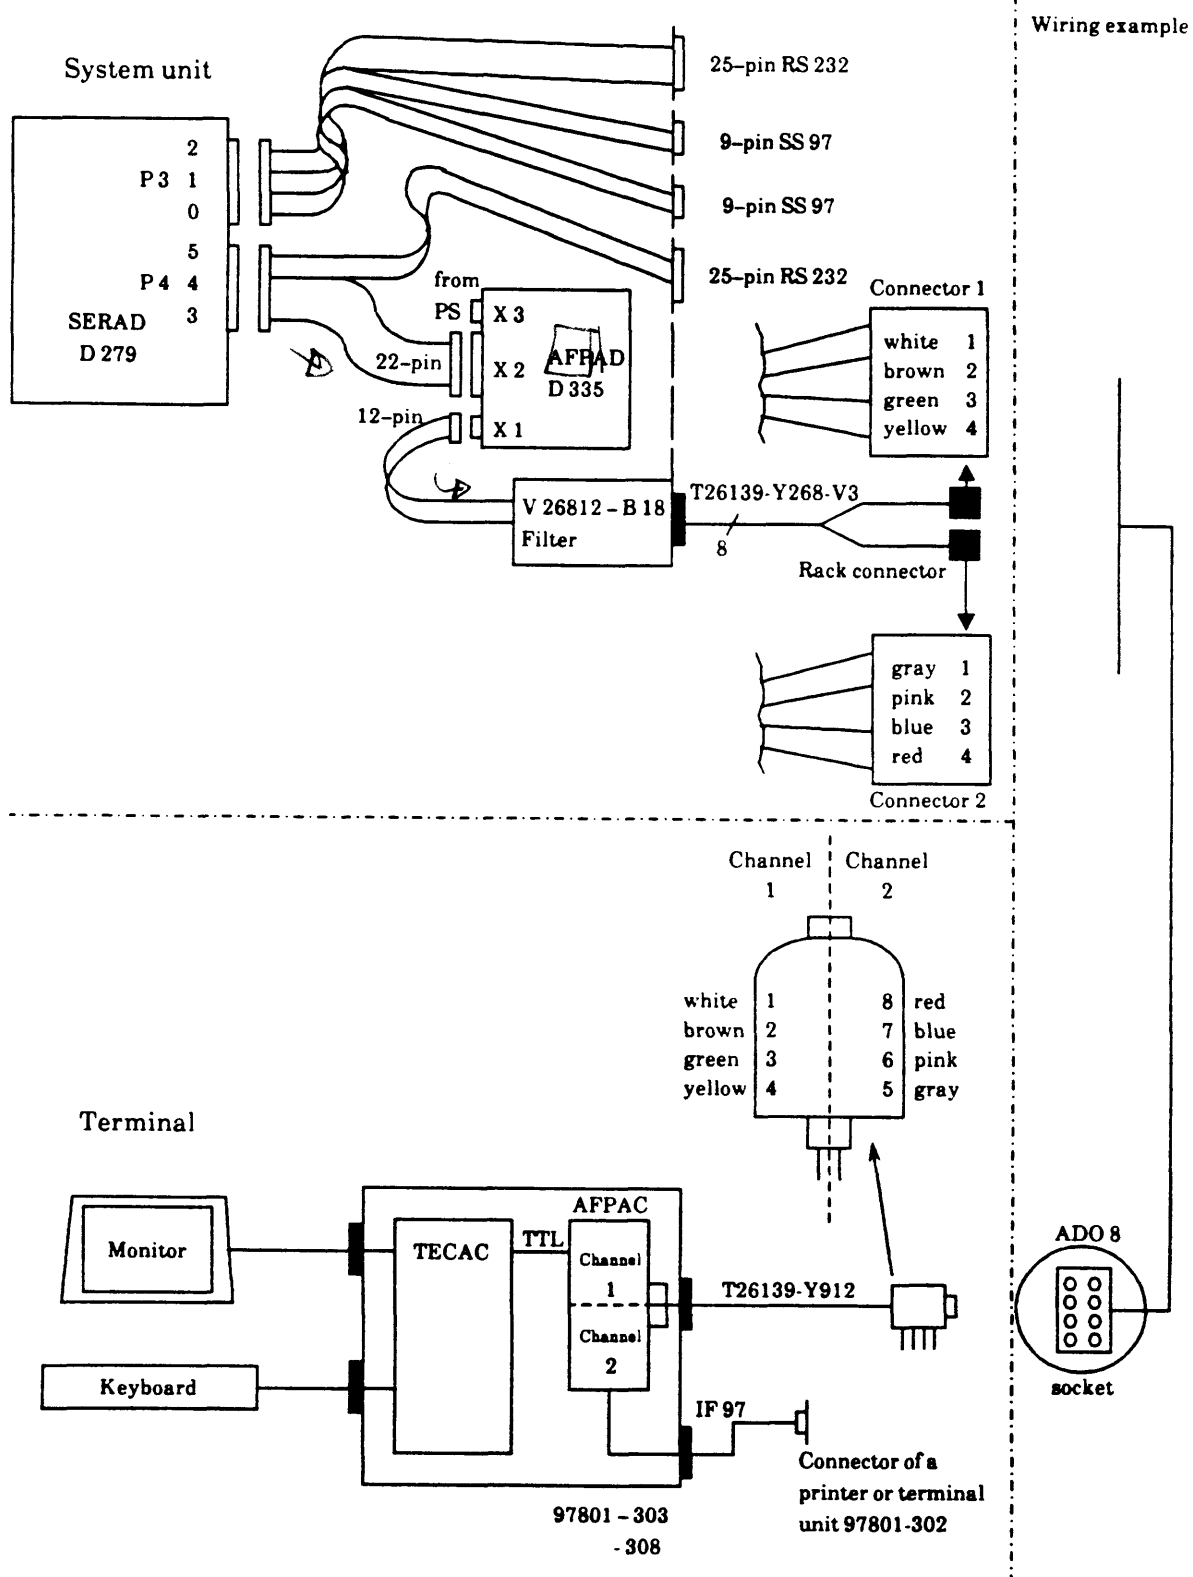 Wiring example
System unit
25-pin RS 232
9-pin SS 97
9-pin SS 97
25-pin RS 232
2
P 3 1
0
5
P 4 4
3
SERAD
D 279
from
PS
X 3
X 2
X 1
AFPAD
D 335
22-pin
12-pin
V 26812 – B 18
Filter
T26139-Y268-V3
8
Rack connector
Connector 1
white 1
brown 2
green 3
yellow 4
gray 1
pink 2
blue 3
red 4
Connector 2
Channel Channel
1 2
white 1 8 red
brown 2 7 blue
green 3 6 pink
yellow 4 5 gray
Terminal
Monitor
Keyboard
TECAC
TTL
AFPAC
Channel
1
Channel
2
T26139-Y912
IF 97
Connector of a
printer or terminal
unit 97801-302
97801 – 303
- 308
ADO 8
socket